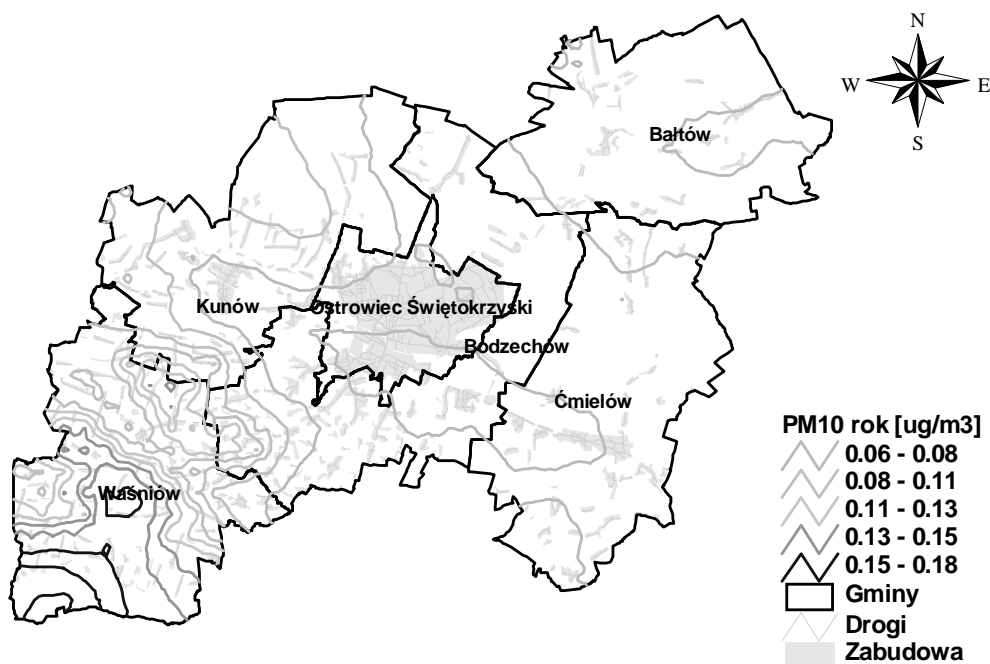 N
W E
S
Bałtów
Kunów
Ostrowiec Świętokrzyski
Bodzechów
Ćmielów
Waśniów
PM10 rok [ug/m3]
0.06 - 0.08
0.08 - 0.11
0.11 - 0.13
0.13 - 0.15
0.15 - 0.18
Gminy
Drogi
Zabudowa